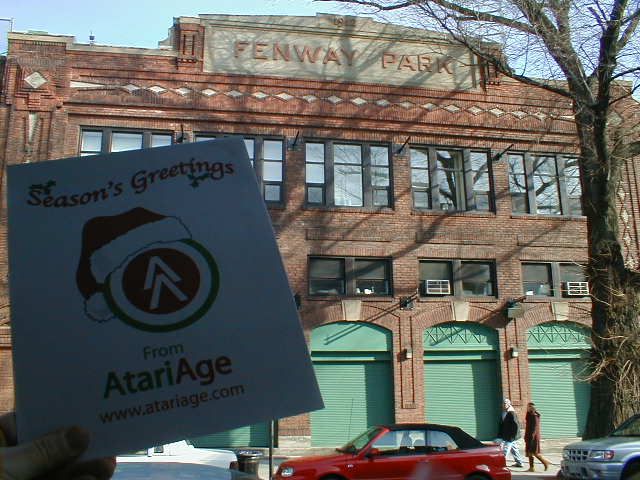 FENWAY PARK
Season's Greetings
From
AtariAge
www.atariage.com